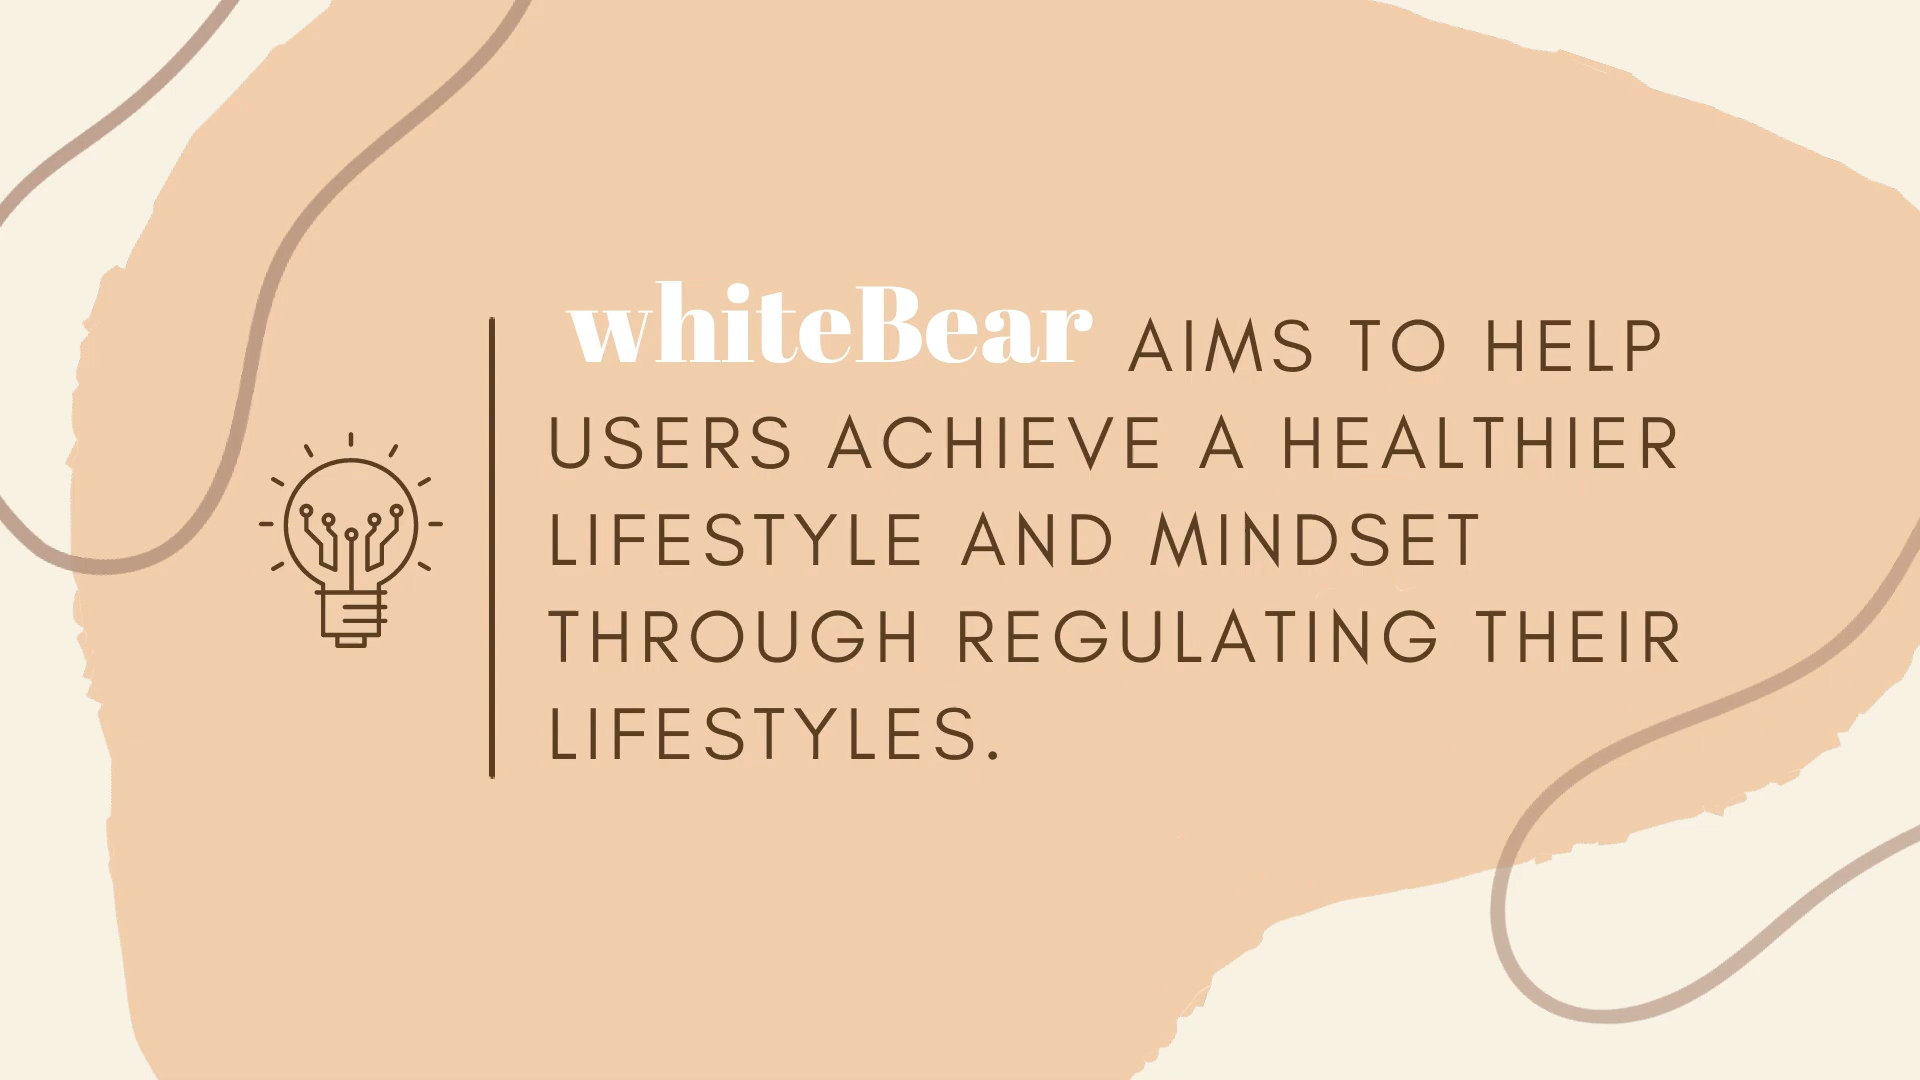 whiteBear AIMS TO HELP
USERS ACHIEVE A HEALTHIER
LIFESTYLE AND MINDSET
THROUGH REGULATING THEIR
LIFESTYLES.